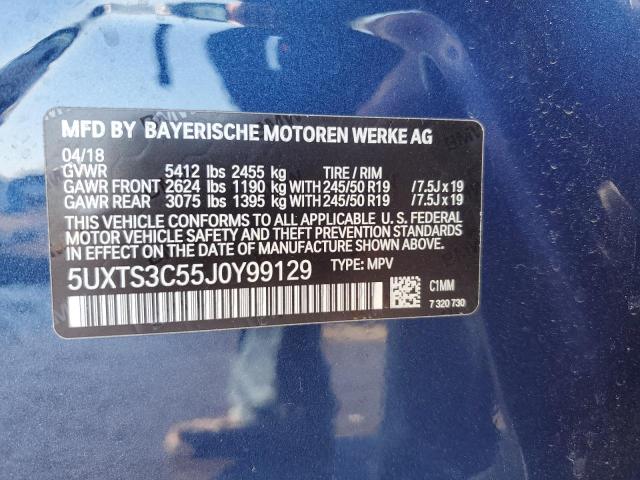 MFD BY BAYERISCHE MOTOREN WERKE AG
04/18
GVWR 5412 lbs 2455 kg TIRE / RIM
GAWR FRONT 2624 lbs 1190 kg WITH 245/50 R19 /7.5J x 19
GAWR REAR 3075 lbs 1395 kg WITH 245/50 R19 /7.5J x 19
THIS VEHICLE CONFORMS TO ALL APPLICABLE U. S. FEDERAL
MOTOR VEHICLE SAFETY AND THEFT PREVENTION STANDARDS
IN EFFECT ON THE DATE OF MANUFACTURE SHOWN ABOVE.
5UXTS3C55J0Y99129 TYPE: MPV
C1MM
7 320 730